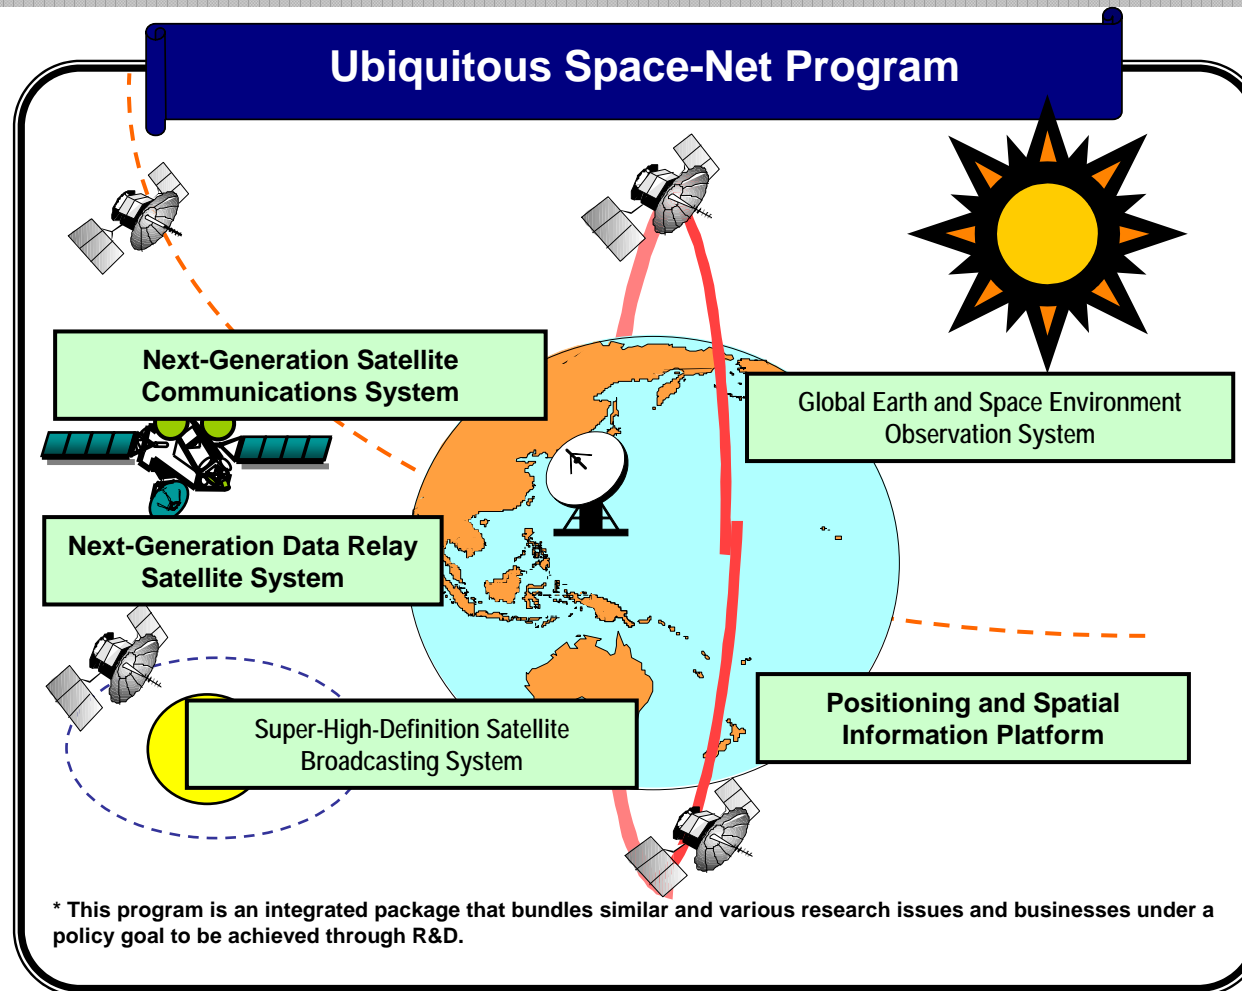 Ubiquitous Space-Net Program
Next-Generation Satellite
Communications System
Global Earth and Space Environment
Observation System
Next-Generation Data Relay
Satellite System
Positioning and Spatial
Information Platform
Super-High-Definition Satellite
Broadcasting System
* This program is an integrated package that bundles similar and various research issues and businesses under a
policy goal to be achieved through R&D.